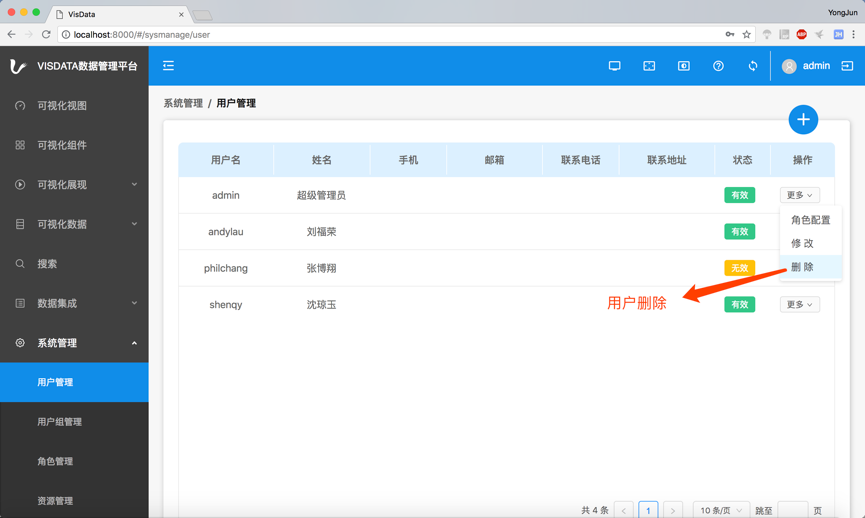 VisData
YongJun
localhost:8000/#/sysmanage/user
ABP
JH
VISDATA数据管理平台
admin
可视化视图
可视化组件
可视化展现
可视化数据
搜索
数据集成
系统管理
用户管理
用户组管理
角色管理
资源管理
系统管理 / 用户管理
用户名 姓名 手机 邮箱 联系电话 联系地址 状态 操作
admin 超级管理员 有效 更多
andylau 刘福荣 有效
philchang 张博翔 无效
shenqy 沈琼玉 有效 更多
角色配置
修 改
删 除
用户删除
共 4 条 < 1 > 10 条/页 跳至 页